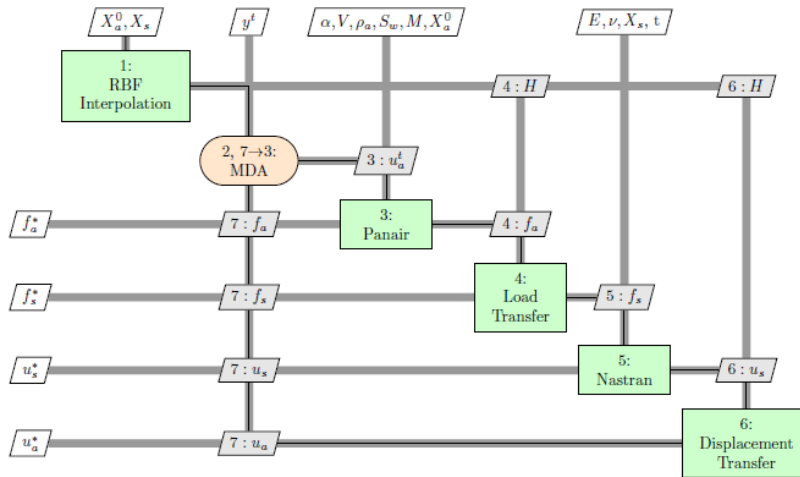 X_a^0, X_s
y^t
α, V, ρ_a, S_w, M, X_a^0
E, ν, X_s, t
1:
RBF
Interpolation
4 : H
6 : H
2, 7→3:
MDA
3 : u_a^t
f_a^*
7 : f_a
3:
Panair
4 : f_a
f_s^*
7 : f_s
4:
Load
Transfer
5 : f_s
u_s^*
7 : u_s
5:
Nastran
6 : u_s
u_a^*
7 : u_a
6:
Displacement
Transfer